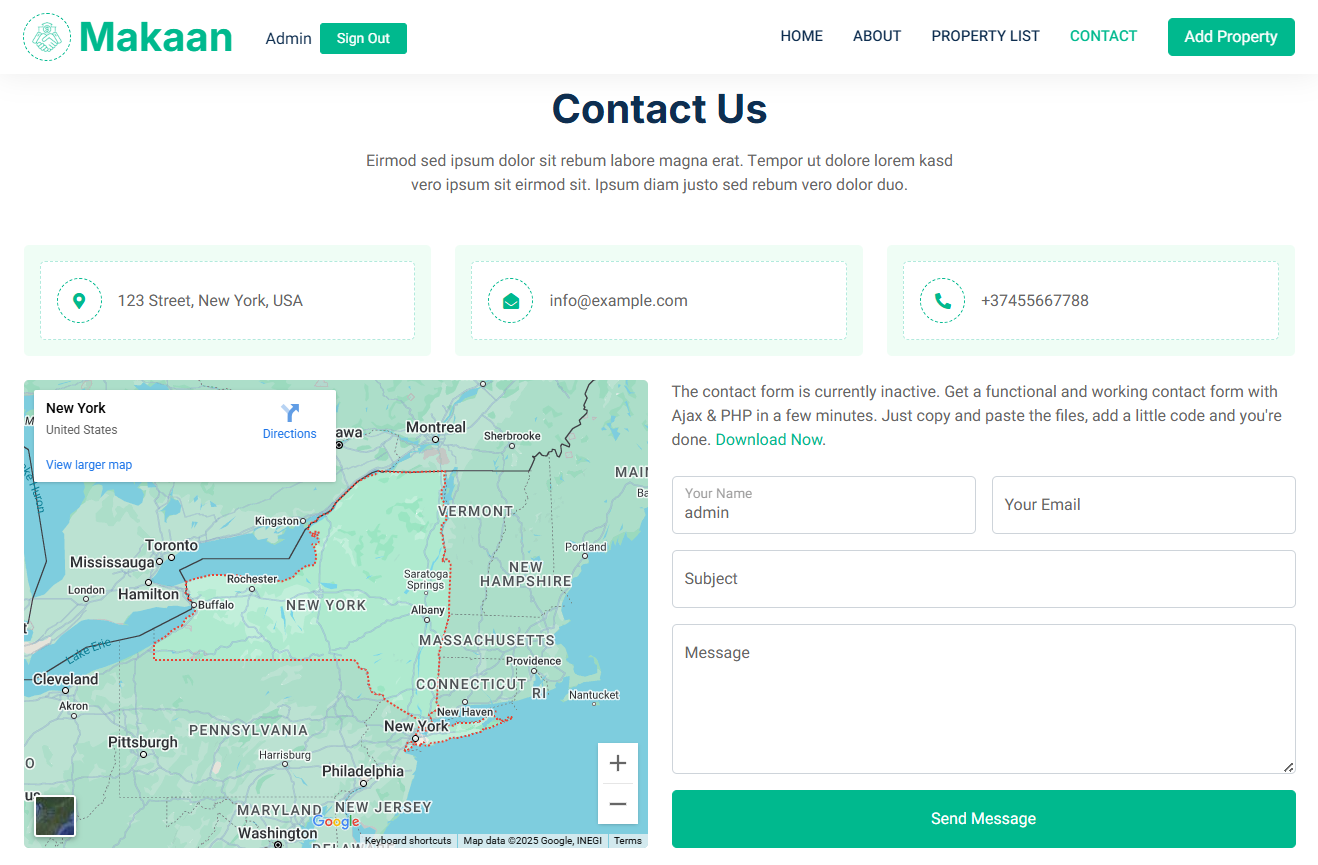 Makaan
Admin
Sign Out
HOME
ABOUT
PROPERTY LIST
CONTACT
Add Property
Contact Us
Eirmod sed ipsum dolor sit rebum labore magna erat. Tempor ut dolore lorem kasd
vero ipsum sit eirmod sit. Ipsum diam justo sed rebum vero dolor duo.
123 Street, New York, USA
info@example.com
+37455667788
New York
United States
Directions
View larger map
Montreal
Sherbrooke
Kingston
VERMONT
Toronto
Mississauga
Portland
London
Hamilton
Rochester
Saratoga
Springs
NEW
HAMPSHIRE
Buffalo
NEW YORK
Albany
MASSACHUSETTS
Lake Erie
Providence
Cleveland
CONNECTICUT
RI
Nantucket
Akron
New Haven
New York
PENNSYLVANIA
Pittsburgh
Harrisburg
Philadelphia
MARYLAND
NEW JERSEY
Google
Washington
Keyboard shortcuts
Map data ©2025 Google, INEGI
Terms
The contact form is currently inactive. Get a functional and working contact form with
Ajax & PHP in a few minutes. Just copy and paste the files, add a little code and you're
done. Download Now.
Your Name
admin
Your Email
Subject
Message
Send Message